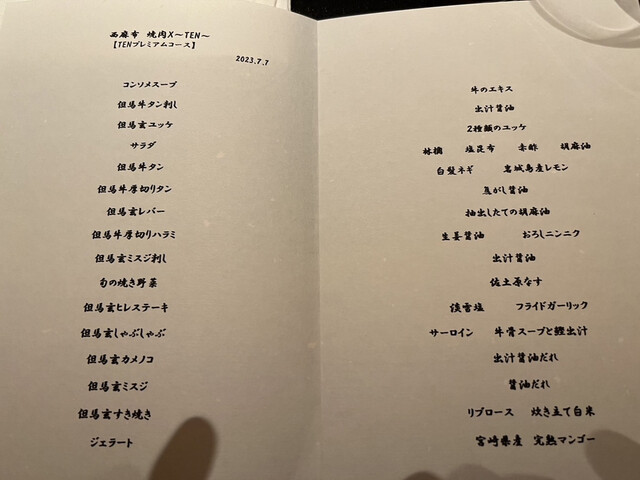 西麻布 焼肉X～TEN～
【TENプレミアムコース】
2023.7.7
コンソメスープ
但馬牛タン刺し
但馬玄ユッケ
サラダ
但馬牛タン
但馬牛厚切りタン
但馬玄レバー
但馬牛厚切りハラミ
但馬玄ミスジ刺し
旬の焼き野菜
但馬玄ヒレステーキ
但馬玄しゃぶしゃぶ
但馬玄カメノコ
但馬玄ミスジ
但馬玄すき焼き
ジェラート
牛のエキス
出汁醤油
2種類のユッケ
林檎 塩昆布 赤酢 胡麻油
白髪ネギ 岩城島産レモン
焦がし醤油
抽出したての胡麻油
生姜醤油 おろしニンニク
出汁醤油
佐土原なす
淡雪塩 フライドガーリック
サーロイン 牛骨スープと鰹出汁
出汁醤油だれ
醤油だれ
リブロース 炊き立て白米
宮崎県産 完熟マンゴー